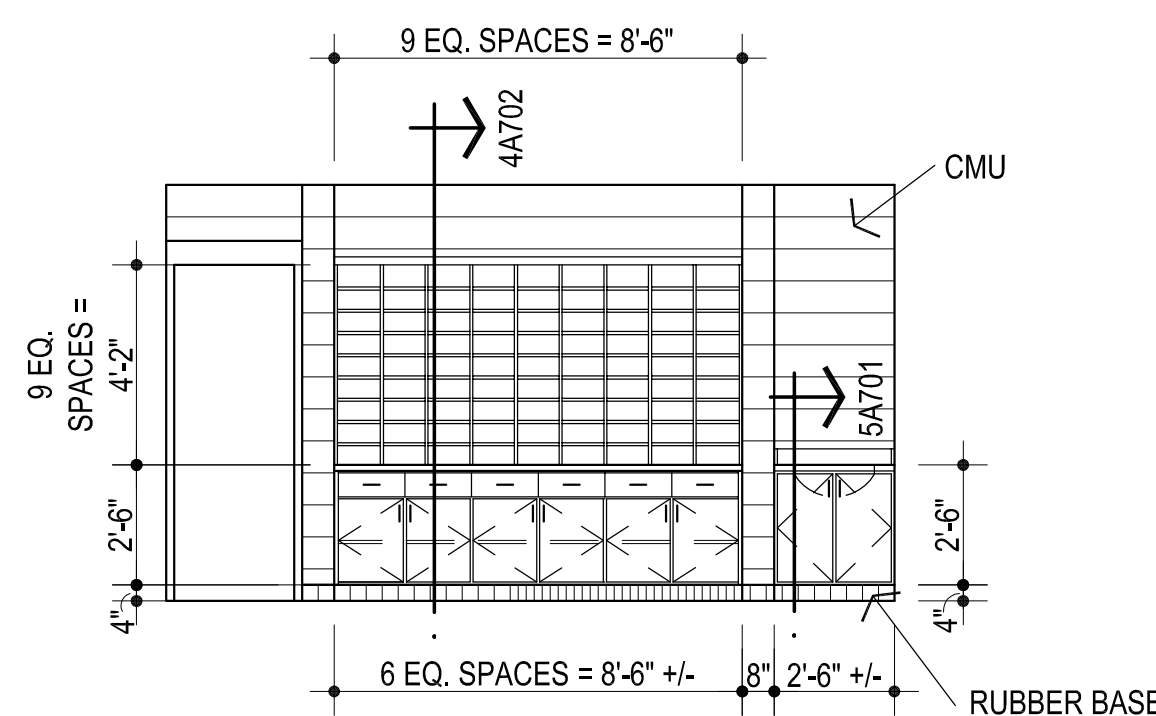 9 EQ. SPACES = 8'-6"
4A702
CMU
9 EQ.
SPACES =
4'-2"
5A701
2'-6"
2'-6"
4"
4"
6 EQ. SPACES = 8'-6" +/-
8"
2'-6" +/-
RUBBER BASE